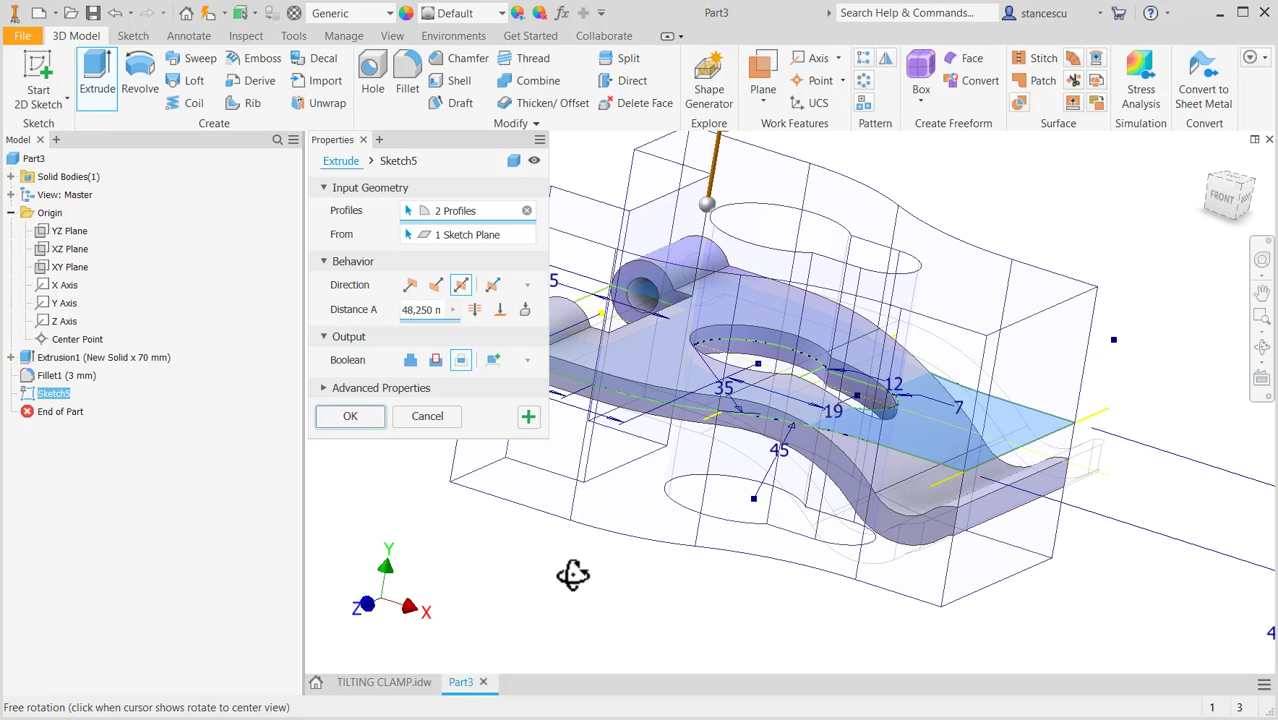 PRO
Generic
Default
Part3
Search Help & Commands...
stancescu
File
3D Model
Sketch
Annotate
Inspect
Tools
Manage
View
Environments
Get Started
Collaborate
Start
2D Sketch
Sketch
Extrude
Revolve
Sweep
Loft
Coil
Emboss
Derive
Rib
Decal
Import
Unwrap
Create
Hole
Fillet
Chamfer
Shell
Draft
Thread
Combine
Thicken/ Offset
Split
Direct
Delete Face
Modify
Shape
Generator
Explore
Plane
Axis
Point
UCS
Work Features
Pattern
Box
Face
Convert
Create Freeform
Stitch
Patch
Surface
Stress
Analysis
Simulation
Convert to
Sheet Metal
Convert
Model
Part3
Solid Bodies(1)
View: Master
Origin
YZ Plane
XZ Plane
XY Plane
X Axis
Y Axis
Z Axis
Center Point
Extrusion1 (New Solid x 70 mm)
Fillet1 (3 mm)
Sketch5
End of Part
Properties
Extrude > Sketch5
Input Geometry
Profiles 2 Profiles
From 1 Sketch Plane
Behavior
Direction
Distance A 48,250 n
Output
Boolean
Advanced Properties
OK
Cancel
5
35
12
7
19
45
4
FRONT
Y
Z
X
TILTING CLAMP.idw
Part3
Free rotation (click when cursor shows rotate to center view)
1
3